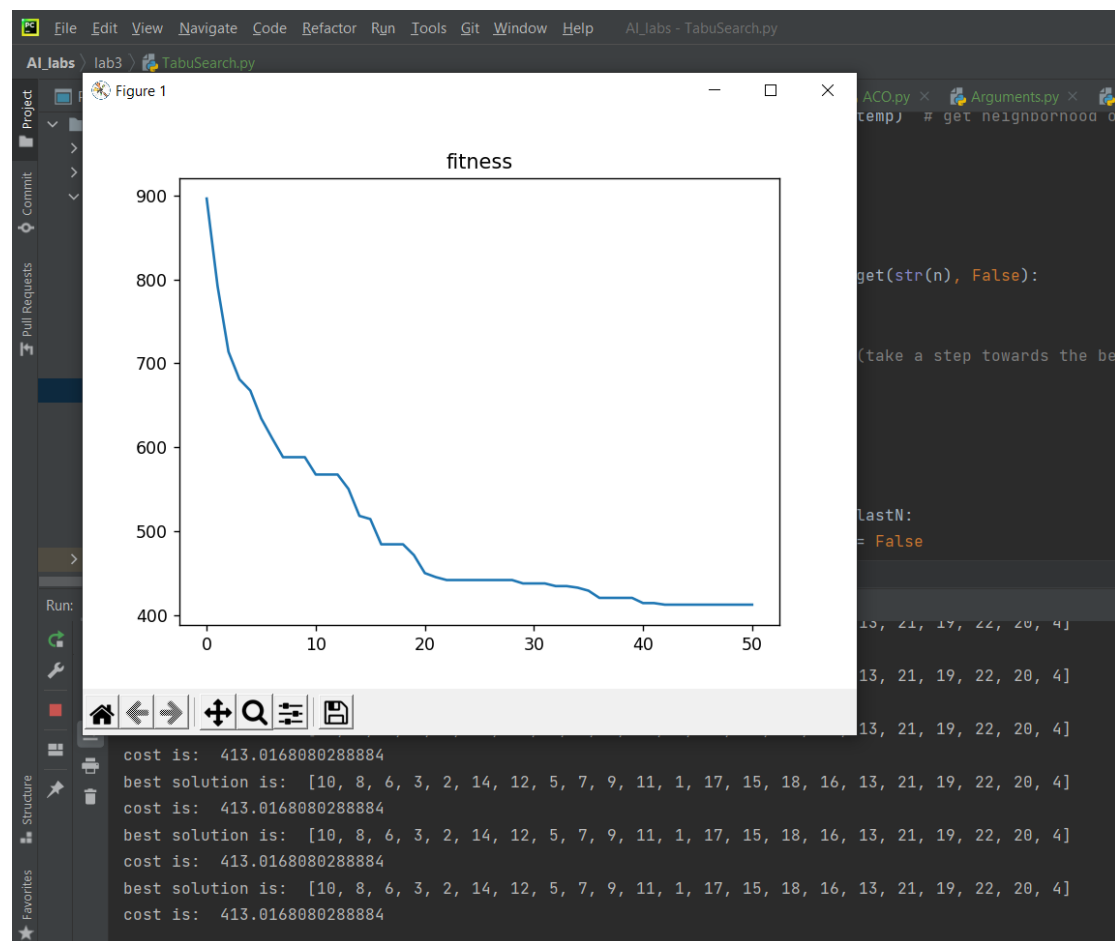 PC File Edit View Navigate Code Refactor Run Tools Git Window Help AI_labs - TabuSearch.py
AI_labs lab3 TabuSearch.py
Project
Commit
Pull Requests
Structure
Favorites
Figure 1
ACO.py Arguments.py
temp) # get neighborhood o
get(str(n), False):
(take a step towards the be
lastN:
= False
fitness
900
800
700
600
500
400
0 10 20 30 40 50
Run:
13, 21, 19, 22, 20, 4]
13, 21, 19, 22, 20, 4]
13, 21, 19, 22, 20, 4]
cost is: 413.0168080288884
best solution is: [10, 8, 6, 3, 2, 14, 12, 5, 7, 9, 11, 1, 17, 15, 18, 16, 13, 21, 19, 22, 20, 4]
cost is: 413.0168080288884
best solution is: [10, 8, 6, 3, 2, 14, 12, 5, 7, 9, 11, 1, 17, 15, 18, 16, 13, 21, 19, 22, 20, 4]
cost is: 413.0168080288884
best solution is: [10, 8, 6, 3, 2, 14, 12, 5, 7, 9, 11, 1, 17, 15, 18, 16, 13, 21, 19, 22, 20, 4]
cost is: 413.0168080288884